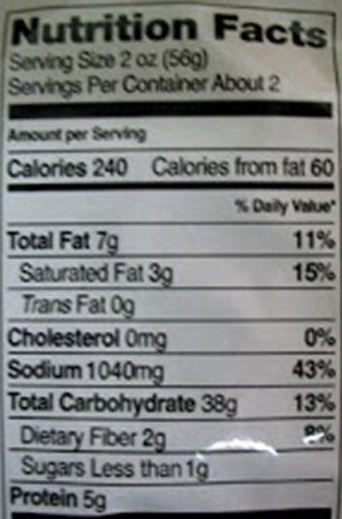 Nutrition Facts
Serving Size 2 oz (56g)
Servings Per Container About 2
Amount per Serving
Calories 240 Calories from fat 60
% Daily Value*
Total Fat 7g 11%
Saturated Fat 3g 15%
Trans Fat 0g
Cholesterol 0mg 0%
Sodium 1040mg 43%
Total Carbohydrate 38g 13%
Dietary Fiber 2g 8%
Sugars Less than 1g
Protein 5g